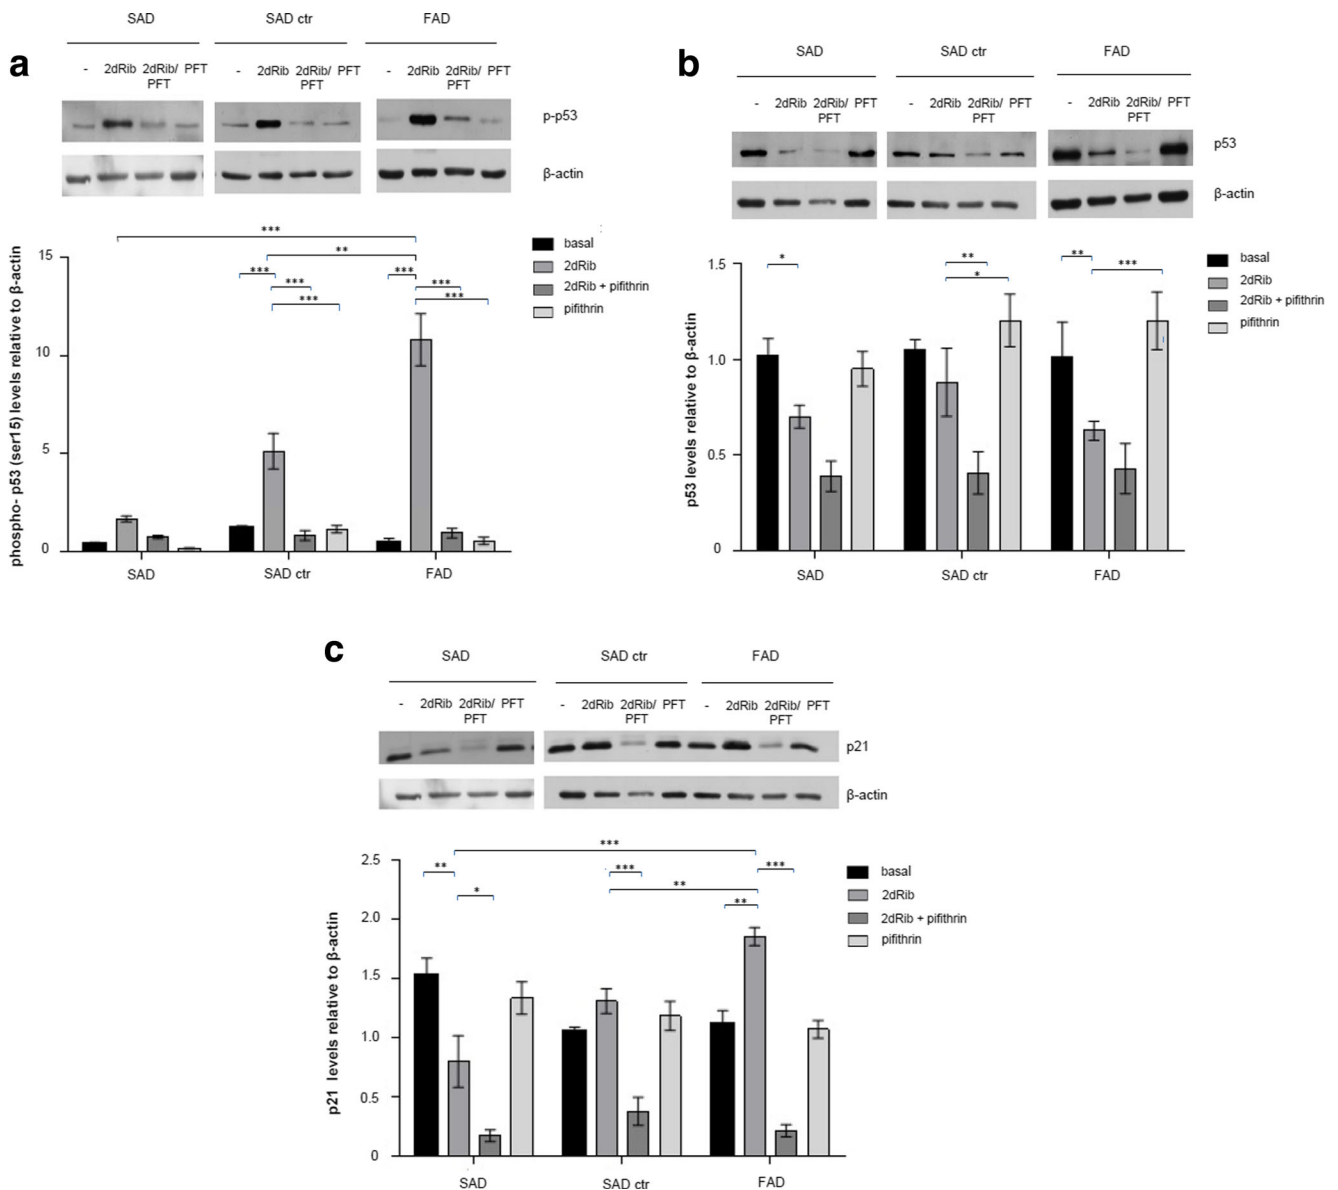 a
SAD SAD ctr FAD
- 2dRib 2dRib/ PFT - 2dRib 2dRib/ PFT - 2dRib 2dRib/ PFT
PFT PFT PFT
p-p53
β-actin
phospho- p53 (ser15) levels relative to β-actin
15
10
5
0
*** ** *** *** *** *** *** ***
basal
2dRib
2dRib + pifithrin
pifithrin
SAD SAD ctr FAD
b
SAD SAD ctr FAD
- 2dRib 2dRib/ PFT - 2dRib 2dRib/ PFT - 2dRib 2dRib/ PFT
PFT PFT PFT
p53
β-actin
p53 levels relative to β-actin
1.5
1.0
0.5
0
* ** * ** ***
basal
2dRib
2dRib + pifithrin
pifithrin
SAD SAD ctr FAD
c
SAD SAD ctr FAD
- 2dRib 2dRib/ PFT - 2dRib 2dRib/ PFT - 2dRib 2dRib/ PFT
PFT PFT PFT
p21
β-actin
p21 levels relative to β-actin
2.5
2.0
1.5
1.0
0.5
0
*** ** * *** ** *** **
basal
2dRib
2dRib + pifithrin
pifithrin
SAD SAD ctr FAD